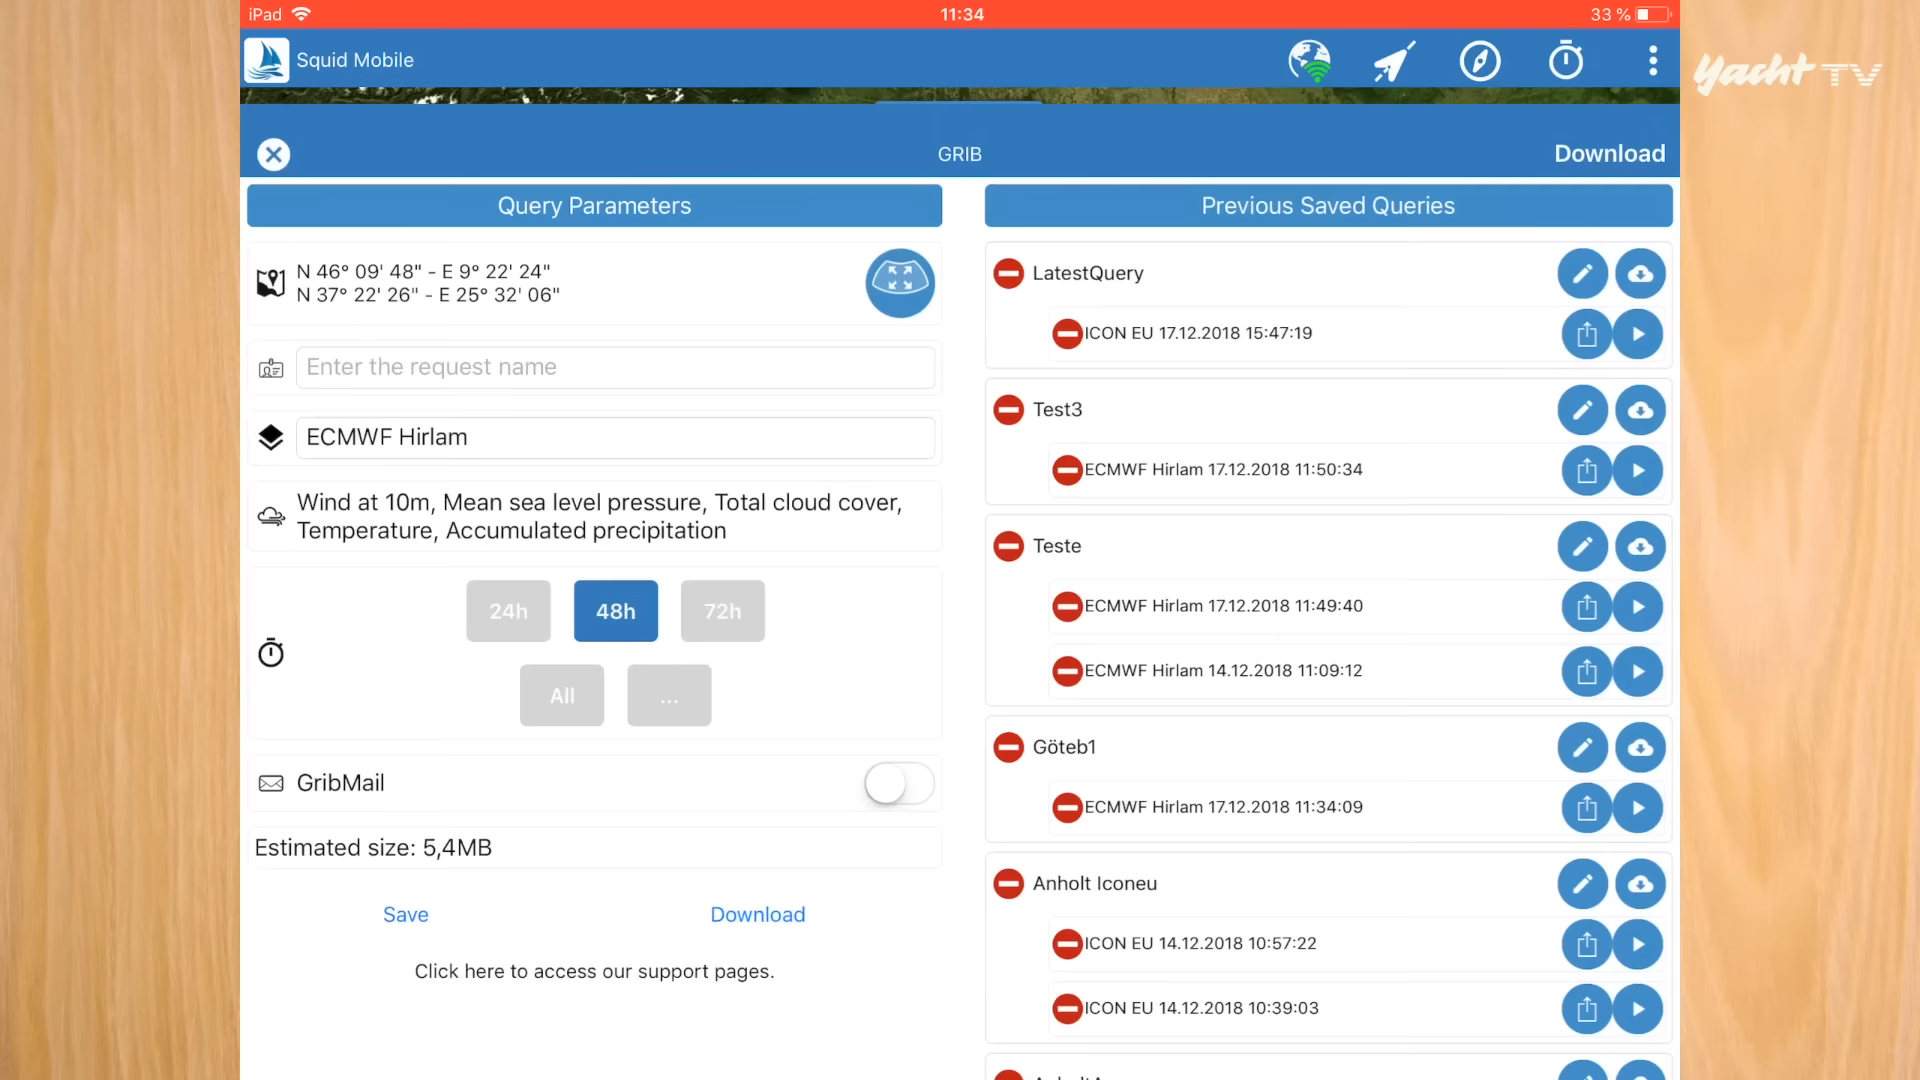 iPad
11:34
33 %
Squid Mobile
Yacht TV
GRIB
Download
Query Parameters
N 46° 09' 48" - E 9° 22' 24"
N 37° 22' 26" - E 25° 32' 06"
Enter the request name
ECMWF Hirlam
Wind at 10m, Mean sea level pressure, Total cloud cover,
Temperature, Accumulated precipitation
24h
48h
72h
All
...
GribMail
Estimated size: 5,4MB
Save
Download
Click here to access our support pages.
Previous Saved Queries
LatestQuery
ICON EU 17.12.2018 15:47:19
Test3
ECMWF Hirlam 17.12.2018 11:50:34
Teste
ECMWF Hirlam 17.12.2018 11:49:40
ECMWF Hirlam 14.12.2018 11:09:12
Göteb1
ECMWF Hirlam 17.12.2018 11:34:09
Anholt Iconeu
ICON EU 14.12.2018 10:57:22
ICON EU 14.12.2018 10:39:03